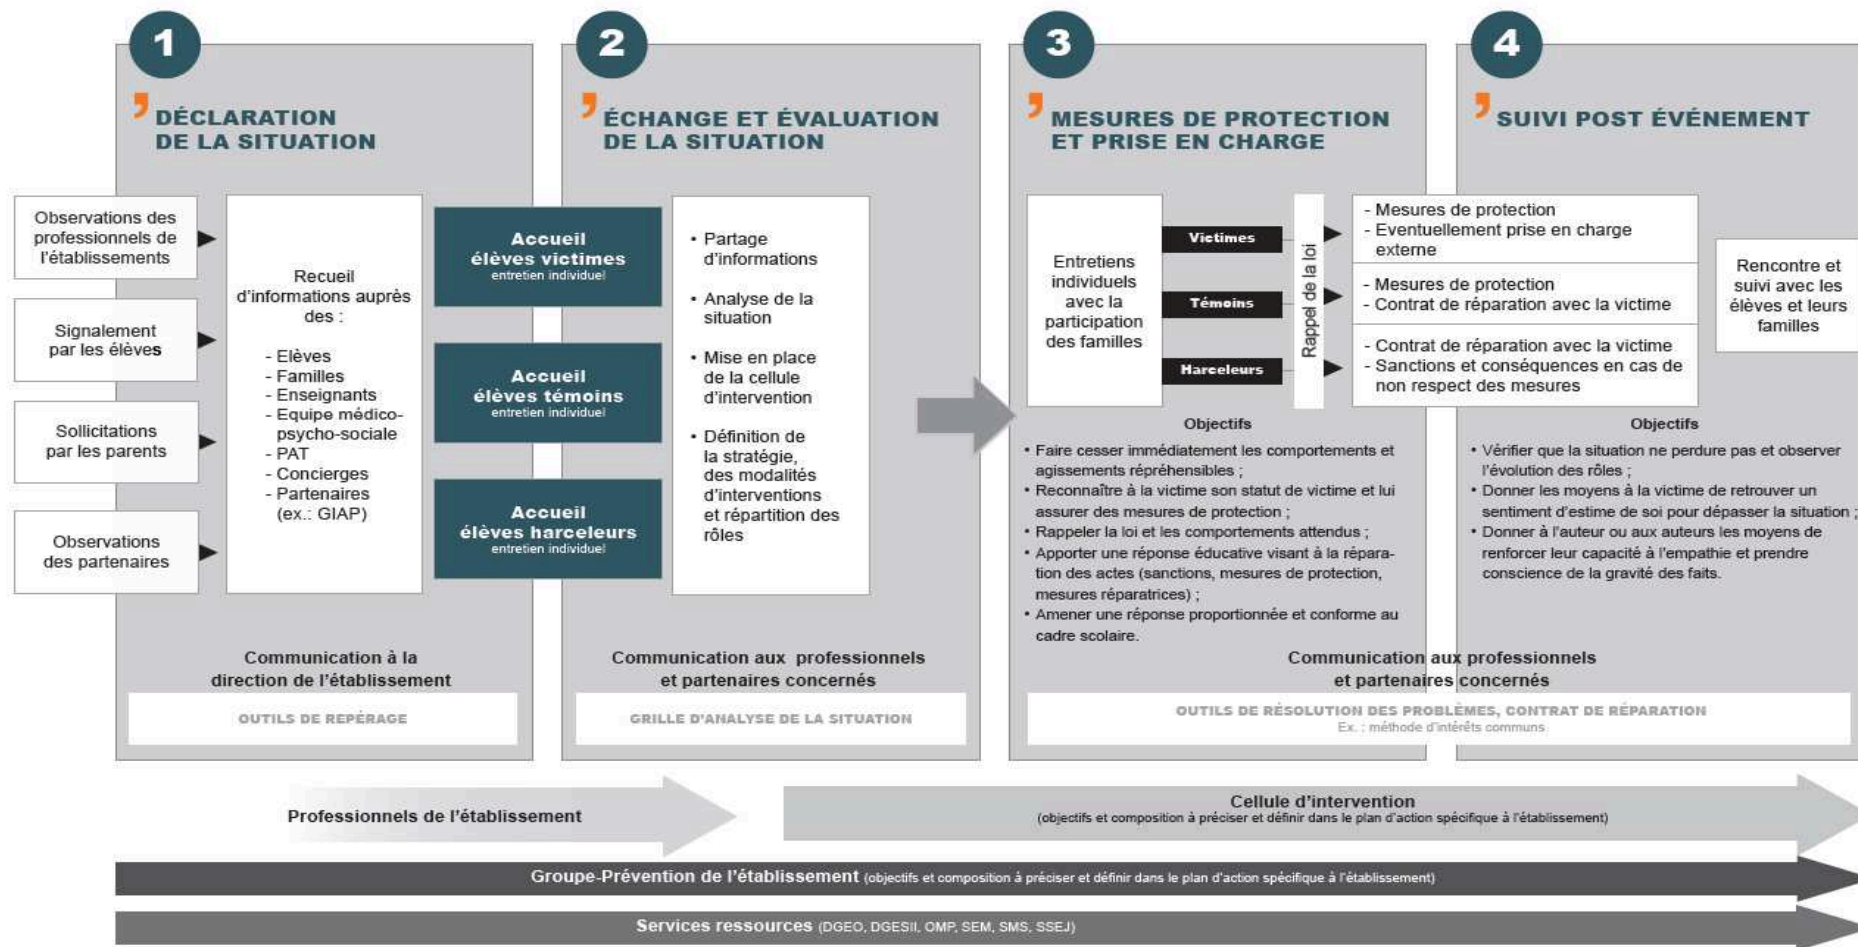 1
’ DÉCLARATION
DE LA SITUATION
Observations des
professionnels de
l'établissements
Signalement
par les élèves
Sollicitations
par les parents
Observations
des partenaires
Recueil
d'informations auprès
des :
- Elèves
- Familles
- Enseignants
- Equipe médico-
psycho-sociale
- PAT
- Concierges
- Partenaires
(ex.: GIAP)
Accueil
élèves victimes
entretien individuel
Accueil
élèves témoins
entretien individuel
Accueil
élèves harceleurs
entretien individuel
Communication à la
direction de l'établissement
OUTILS DE REPÉRAGE
2
’ ÉCHANGE ET ÉVALUATION
DE LA SITUATION
• Partage
d'informations
• Analyse de la
situation
• Mise en place
de la cellule
d'intervention
• Définition de
la stratégie,
des modalités
d'interventions
et répartition des
rôles
Communication aux professionnels
et partenaires concernés
GRILLE D'ANALYSE DE LA SITUATION
3
’ MESURES DE PROTECTION
ET PRISE EN CHARGE
Entretiens
individuels
avec la
participation
des familles
Victimes
Témoins
Harceleurs
Rappel de la loi
- Mesures de protection
- Eventuellement prise en charge
externe
- Mesures de protection
- Contrat de réparation avec la victime
- Contrat de réparation avec la victime
- Sanctions et conséquences en cas de
non respect des mesures
Objectifs
• Faire cesser immédiatement les comportements et
agissements répréhensibles ;
• Reconnaître à la victime son statut de victime et lui
assurer des mesures de protection ;
• Rappeler la loi et les comportements attendus ;
• Apporter une réponse éducative visant à la répara-
tion des actes (sanctions, mesures de protection,
mesures réparatrices) ;
• Amener une réponse proportionnée et conforme au
cadre scolaire.
4
’ SUIVI POST ÉVÉNEMENT
Rencontre et
suivi avec les
élèves et leurs
familles
Objectifs
• Vérifier que la situation ne perdure pas et observer
l'évolution des rôles ;
• Donner les moyens à la victime de retrouver un
sentiment d'estime de soi pour dépasser la situation ;
• Donner à l'auteur ou aux auteurs les moyens de
renforcer leur capacité à l'empathie et prendre
conscience de la gravité des faits.
Communication aux professionnels
et partenaires concernés
OUTILS DE RÉSOLUTION DES PROBLÈMES, CONTRAT DE RÉPARATION
Ex. : méthode d'intérêts communs
Professionnels de l'établissement
Cellule d'intervention
(objectifs et composition à préciser et définir dans le plan d'action spécifique à l'établissement)
Groupe-Prévention de l'établissement (objectifs et composition à préciser et définir dans le plan d'action spécifique à l'établissement)
Services ressources (DGEO, DGESII, OMP, SEM, SMS, SSEJ)